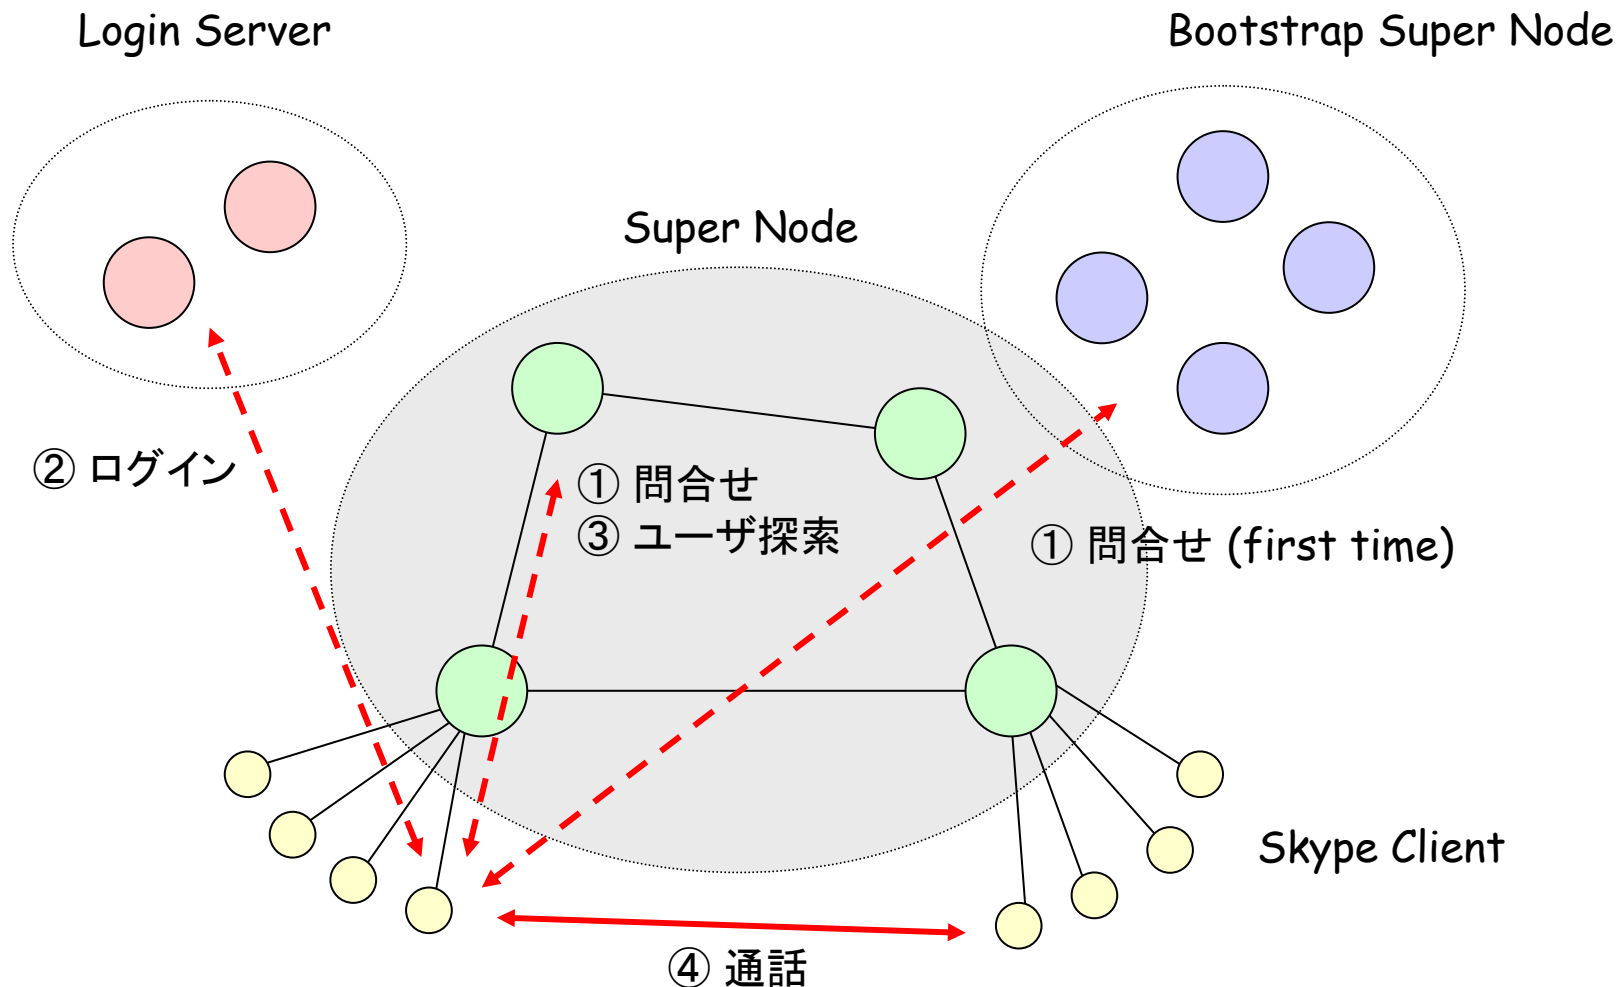 Login Server
Bootstrap Super Node
Super Node
② ログイン
① 問合せ
③ ユーザ探索
① 問合せ (first time)
Skype Client
④ 通話